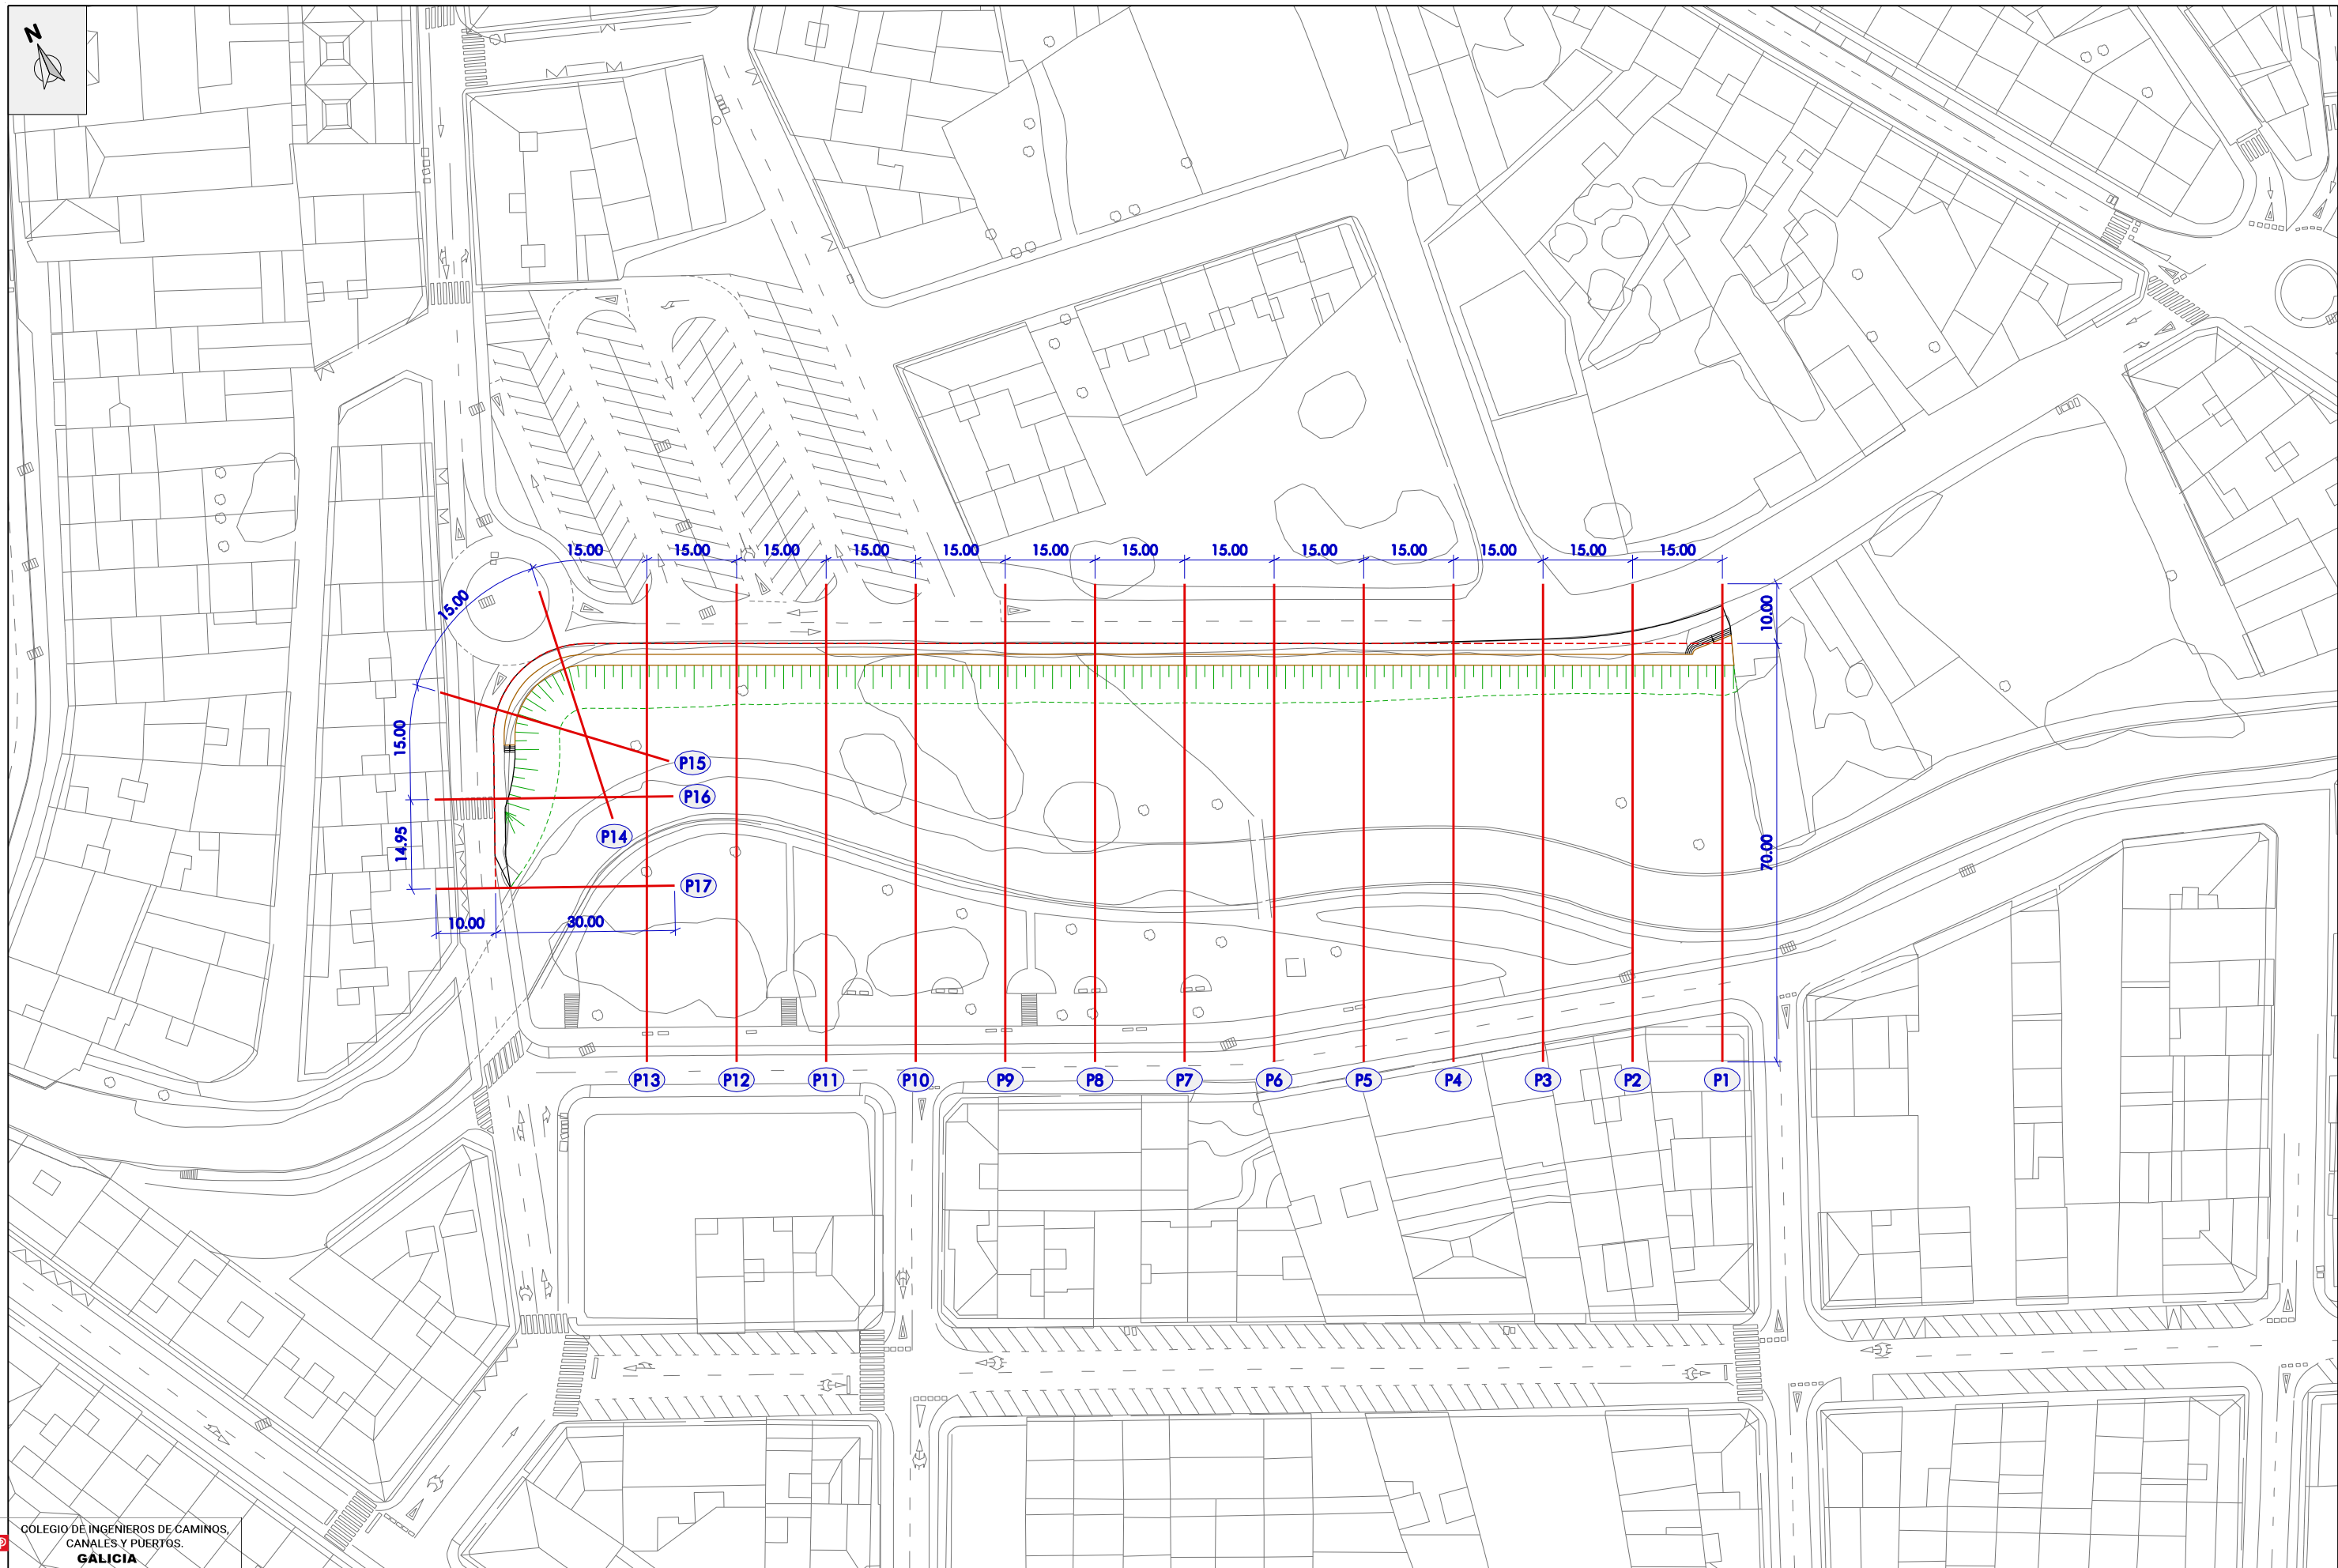 N
15.00 15.00 15.00 15.00 15.00 15.00 15.00 15.00 15.00 15.00 15.00 15.00 15.00
15.00
10.00
15.00
P15
P16
P14
14.95
70.00
P17
10.00 30.00
P13 P12 P11 P10 P9 P8 P7 P6 P5 P4 P3 P2 P1
COLEGIO DE INGENIEROS DE CAMINOS,
CANALES Y PUERTOS.
GALICIA